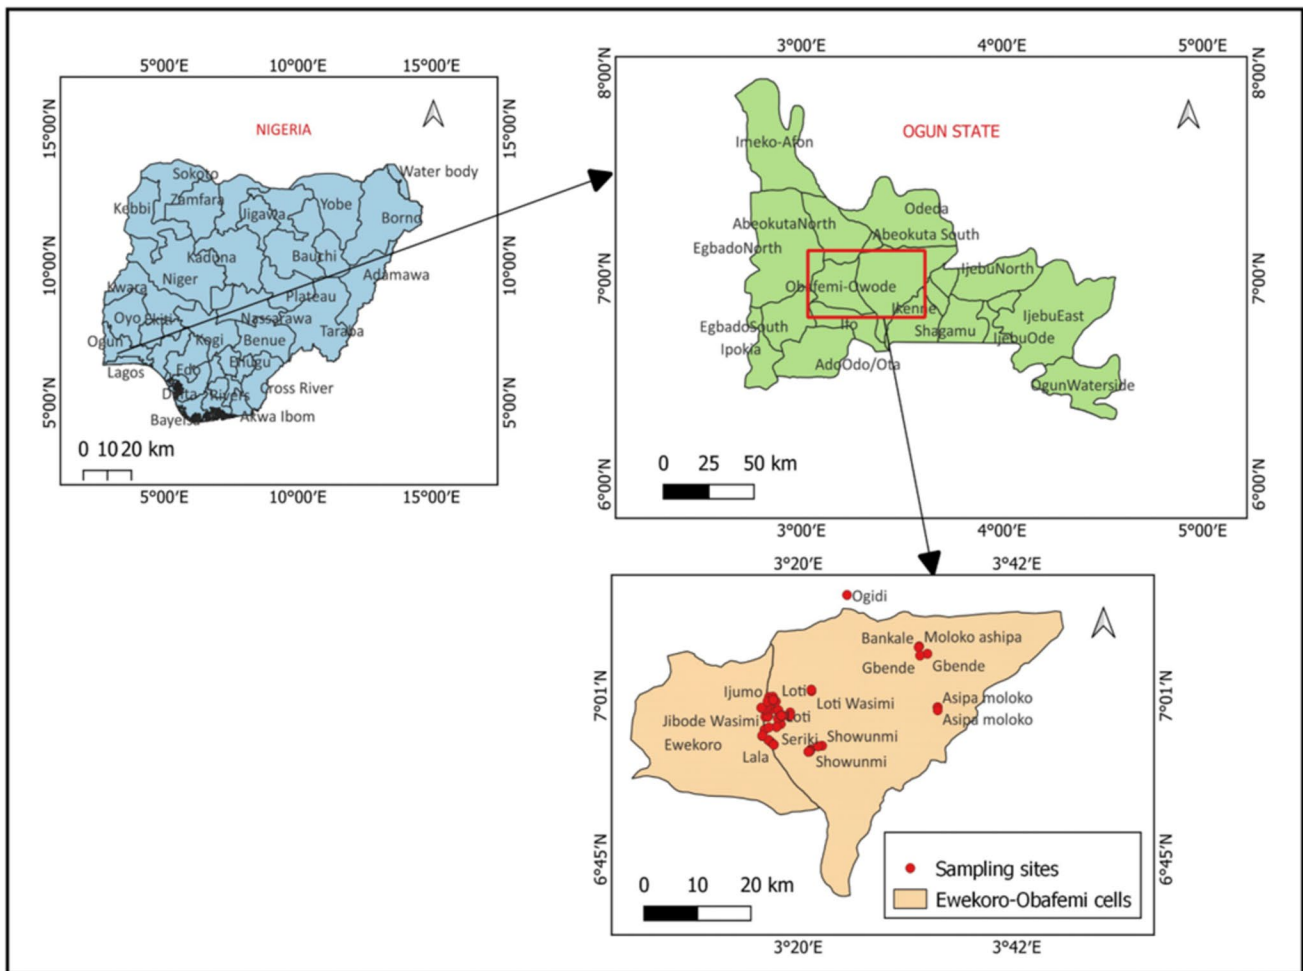 5°00′E 10°00′E 15°00′E
15°00′N
10°00′N
5°00′N
NIGERIA
Sokoto
Water body
Zamfara
Kebbi
Jigawa
Yobe
Borno
Kaduna
Bauchi
Niger
Adamawa
Kwara
Plateau
Oyo
Ekiti
Nassarawa
Taraba
Ogun
Kogi
Benue
Lagos
Edo
Enugu
Delta
Rivers
Cross River
Bayelsa
Akwa Ibom
0 10 20 km
15°00′N
10°00′N
5°00′N
5°00′E 10°00′E 15°00′E
3°00′E 4°00′E 5°00′E
8°00′N
7°00′N
6°00′N
OGUN STATE
Imeko-Afon
AbeokutaNorth
Odeda
Abeokuta South
EgbadoNorth
IjebuNorth
Obafemi-Owode
Ikenne
IjebuEast
EgbadoSouth
Ifo
Shagamu
IjebuOde
Ipokia
AdoOdo/Ota
OgunWaterside
0 25 50 km
8°00′N
7°00′N
6°00′N
3°00′E 4°00′E 5°00′E
3°20′E 3°42′E
7°01′N
6°45′N
Ogidi
Bankale
Moloko ashipa
Gbende
Gbende
Ijumo
Loti
Loti Wasimi
Asipa moloko
Asipa moloko
Jibode Wasimi
Loti
Ewekoro
Seriki
Showunmi
Lala
Showunmi
0 10 20 km
Sampling sites
Ewekoro-Obafemi cells
7°01′N
6°45′N
3°20′E 3°42′E